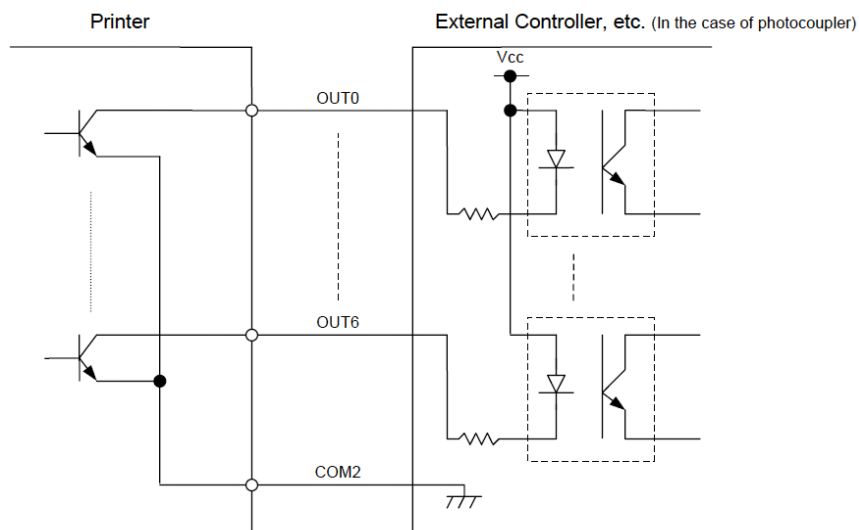 Printer
External Controller, etc. (In the case of photocoupler)
Vcc
OUT0
OUT6
COM2